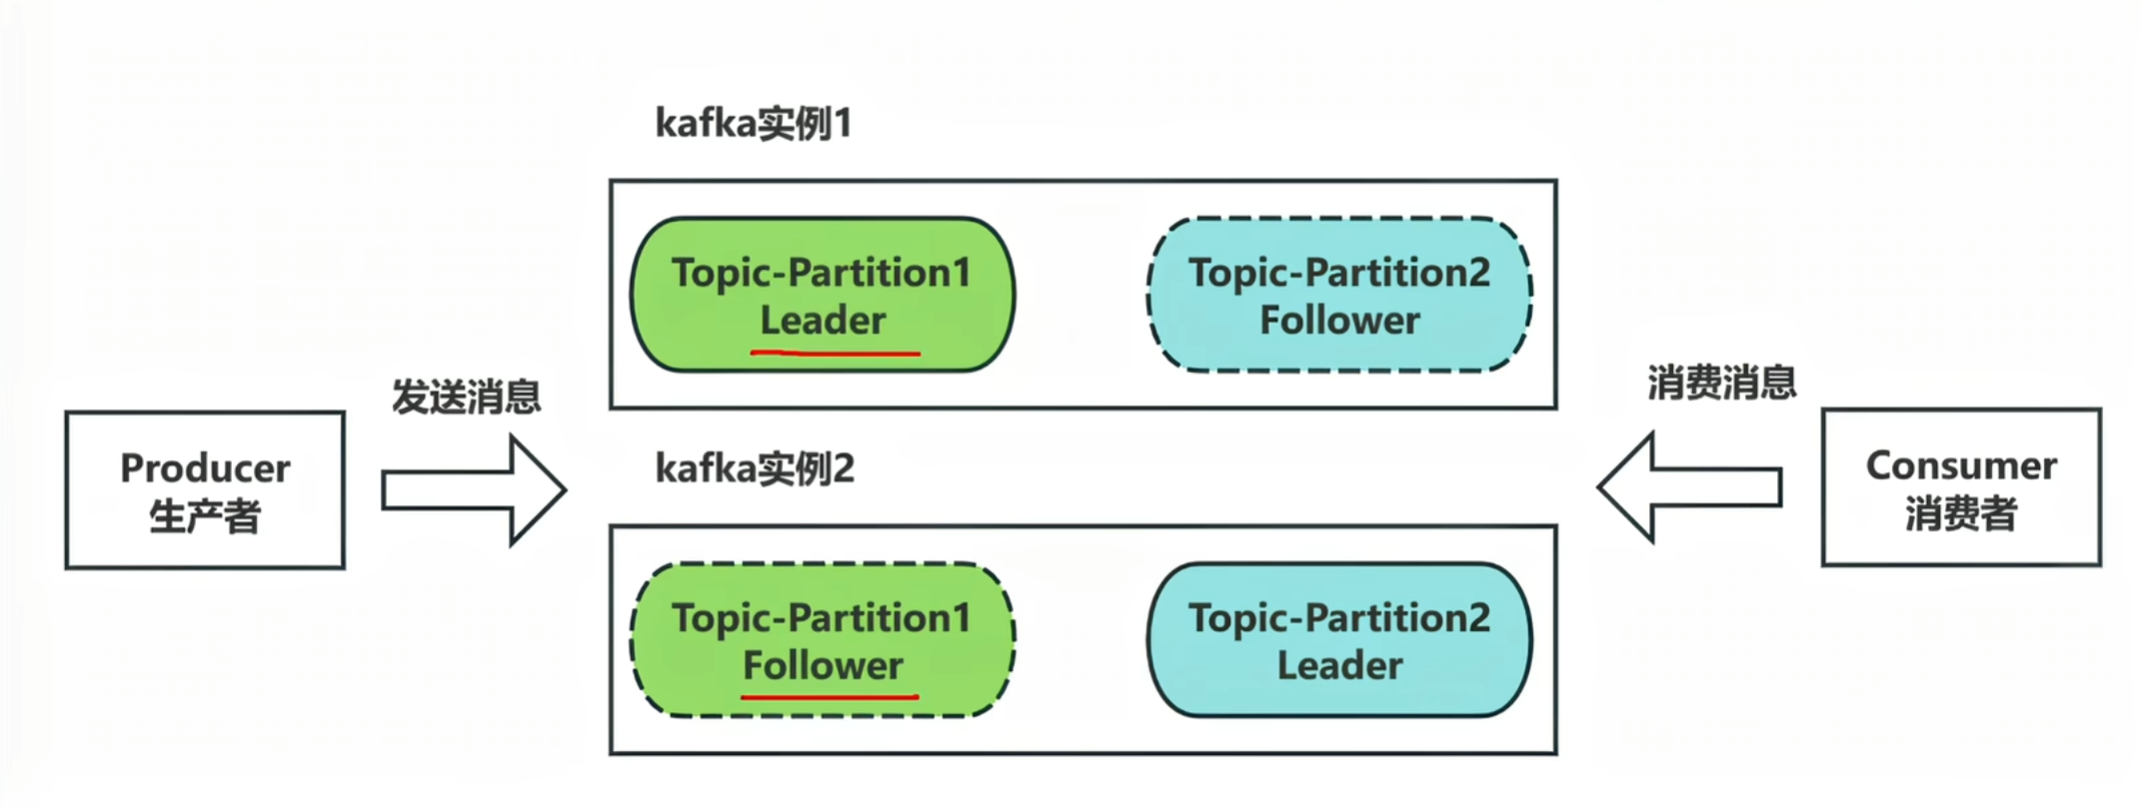 kafka实例1
Topic-Partition1
Leader
Topic-Partition2
Follower
发送消息
消费消息
Producer
生产者
kafka实例2
Consumer
消费者
Topic-Partition1
Follower
Topic-Partition2
Leader